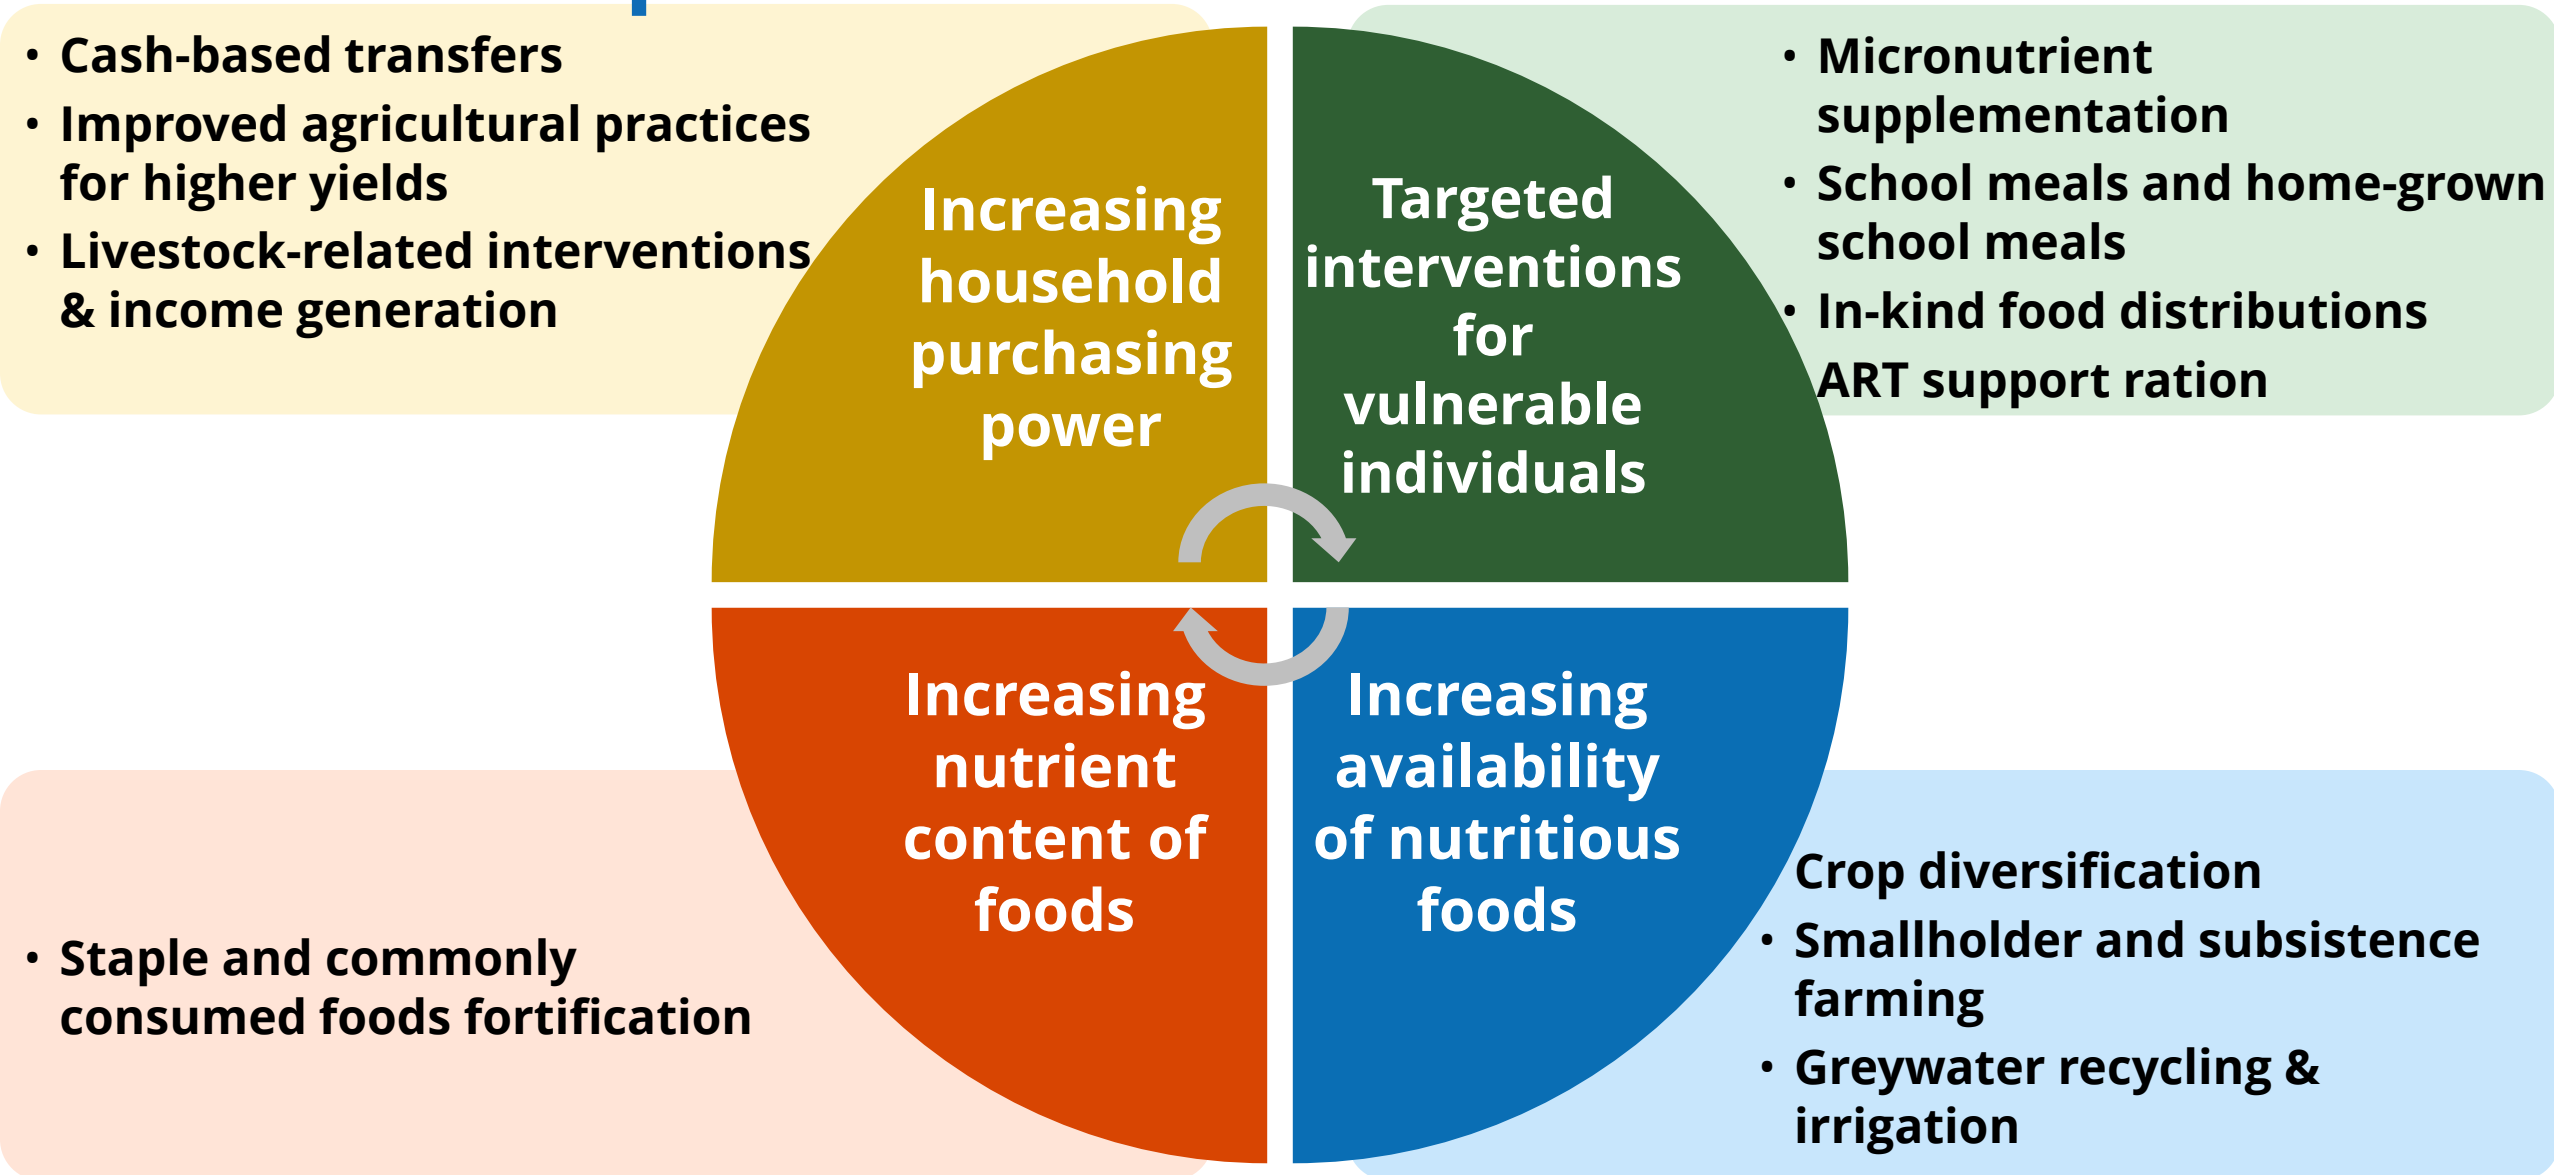 • Cash-based transfers
• Improved agricultural practices
for higher yields
• Livestock-related interventions
& income generation
Increasing
household
purchasing
power
Targeted
interventions
for
vulnerable
individuals
• Micronutrient
supplementation
• School meals and home-grown
school meals
• In-kind food distributions
ART support ration
• Staple and commonly
consumed foods fortification
Increasing
nutrient
content of
foods
Increasing
availability
of nutritious
foods
Crop diversification
• Smallholder and subsistence
farming
• Greywater recycling &
irrigation